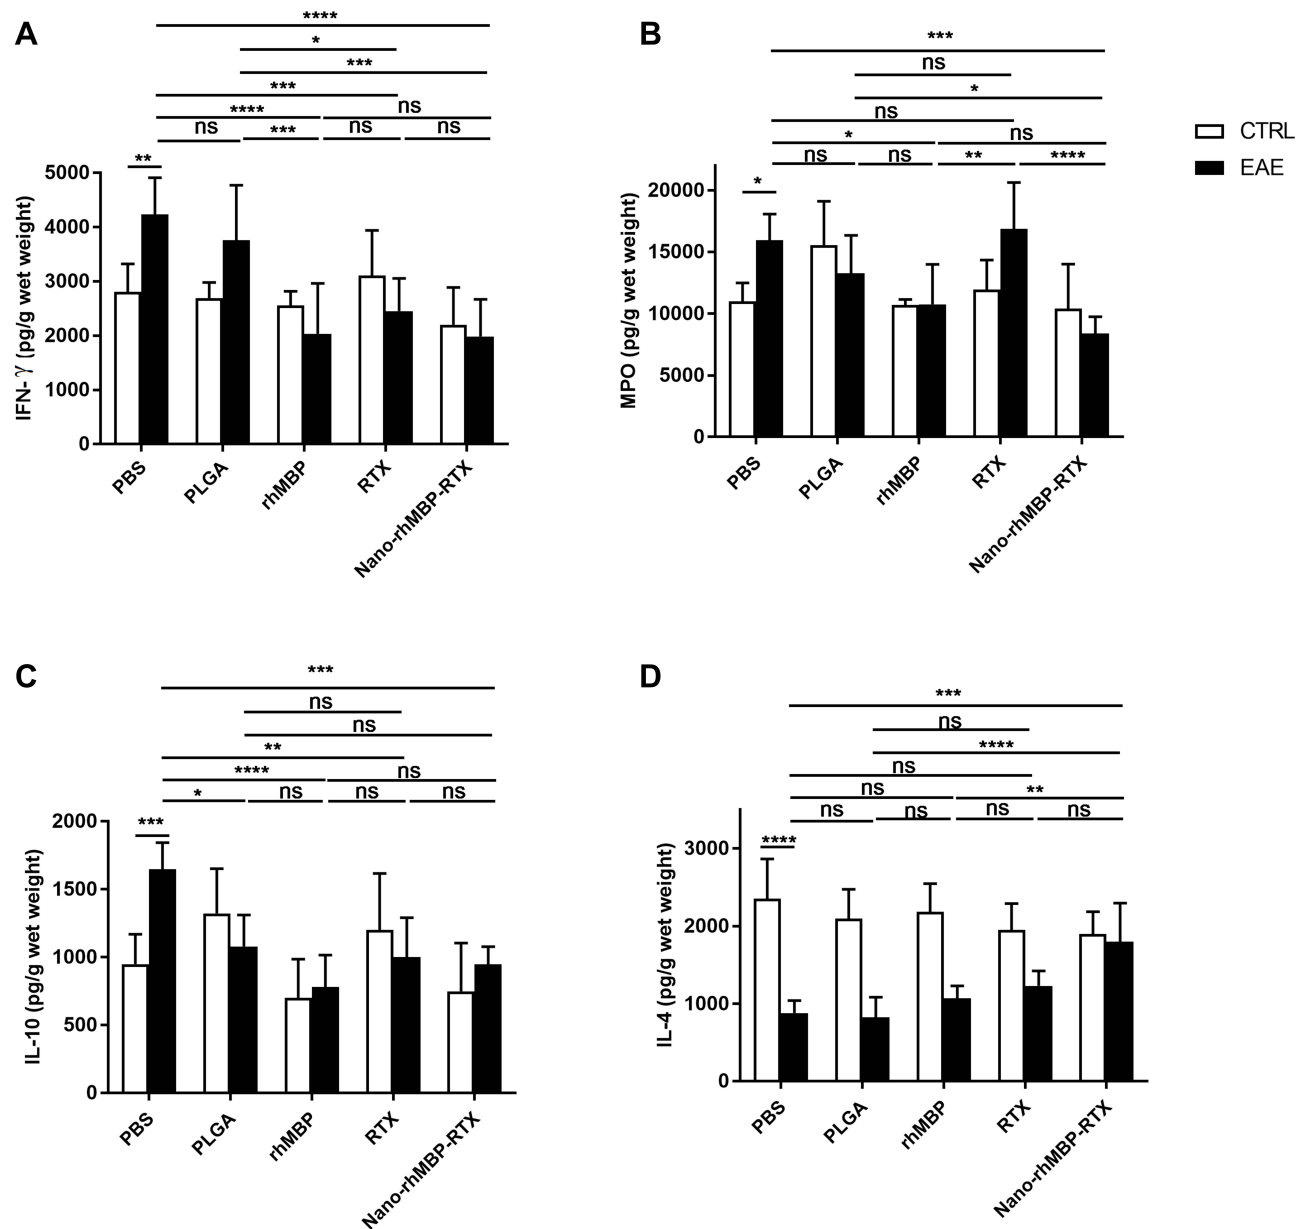 A
****
*
***
***
**** ns
ns *** ns ns
**
5000
4000
3000
2000
1000
0
IFN- γ (pg/g wet weight)
PBS
PLGA
rhMBP
RTX
Nano-rhMBP-RTX
B
***
ns
*
ns
* ns
ns ns ** ****
*
20000
15000
10000
5000
0
MPO (pg/g wet weight)
PBS
PLGA
rhMBP
RTX
Nano-rhMBP-RTX
CTRL
EAE
C
***
ns
ns
**
**** ns
* ns ns ns
***
2000
1500
1000
500
0
IL-10 (pg/g wet weight)
PBS
PLGA
rhMBP
RTX
Nano-rhMBP-RTX
D
***
ns
****
ns
ns **
ns ns ns ns
****
3000
2000
1000
0
IL-4 (pg/g wet weight)
PBS
PLGA
rhMBP
RTX
Nano-rhMBP-RTX